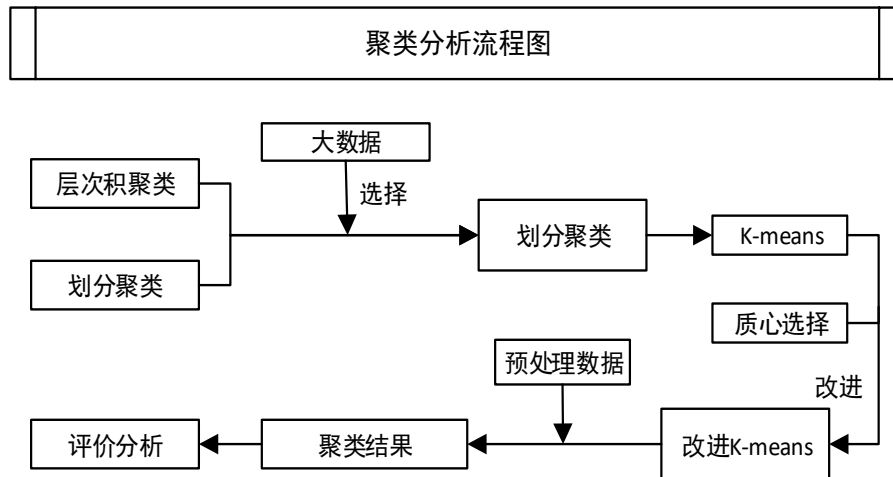 聚类分析流程图
大数据
层次积聚类
选择
划分聚类
K-means
划分聚类
质心选择
预处理数据
改进
评价分析
聚类结果
改进K-means